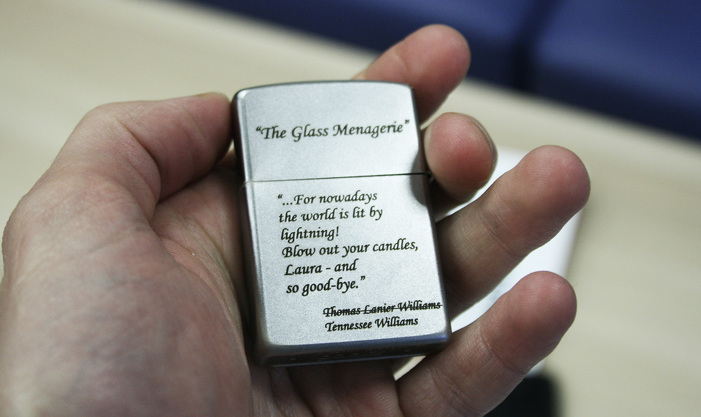 "The Glass Menagerie"
"...For nowadays
the world is lit by
lightning!
Blow out your candles,
Laura - and
so good-bye."
Thomas Lanier Williams
Tennessee Williams